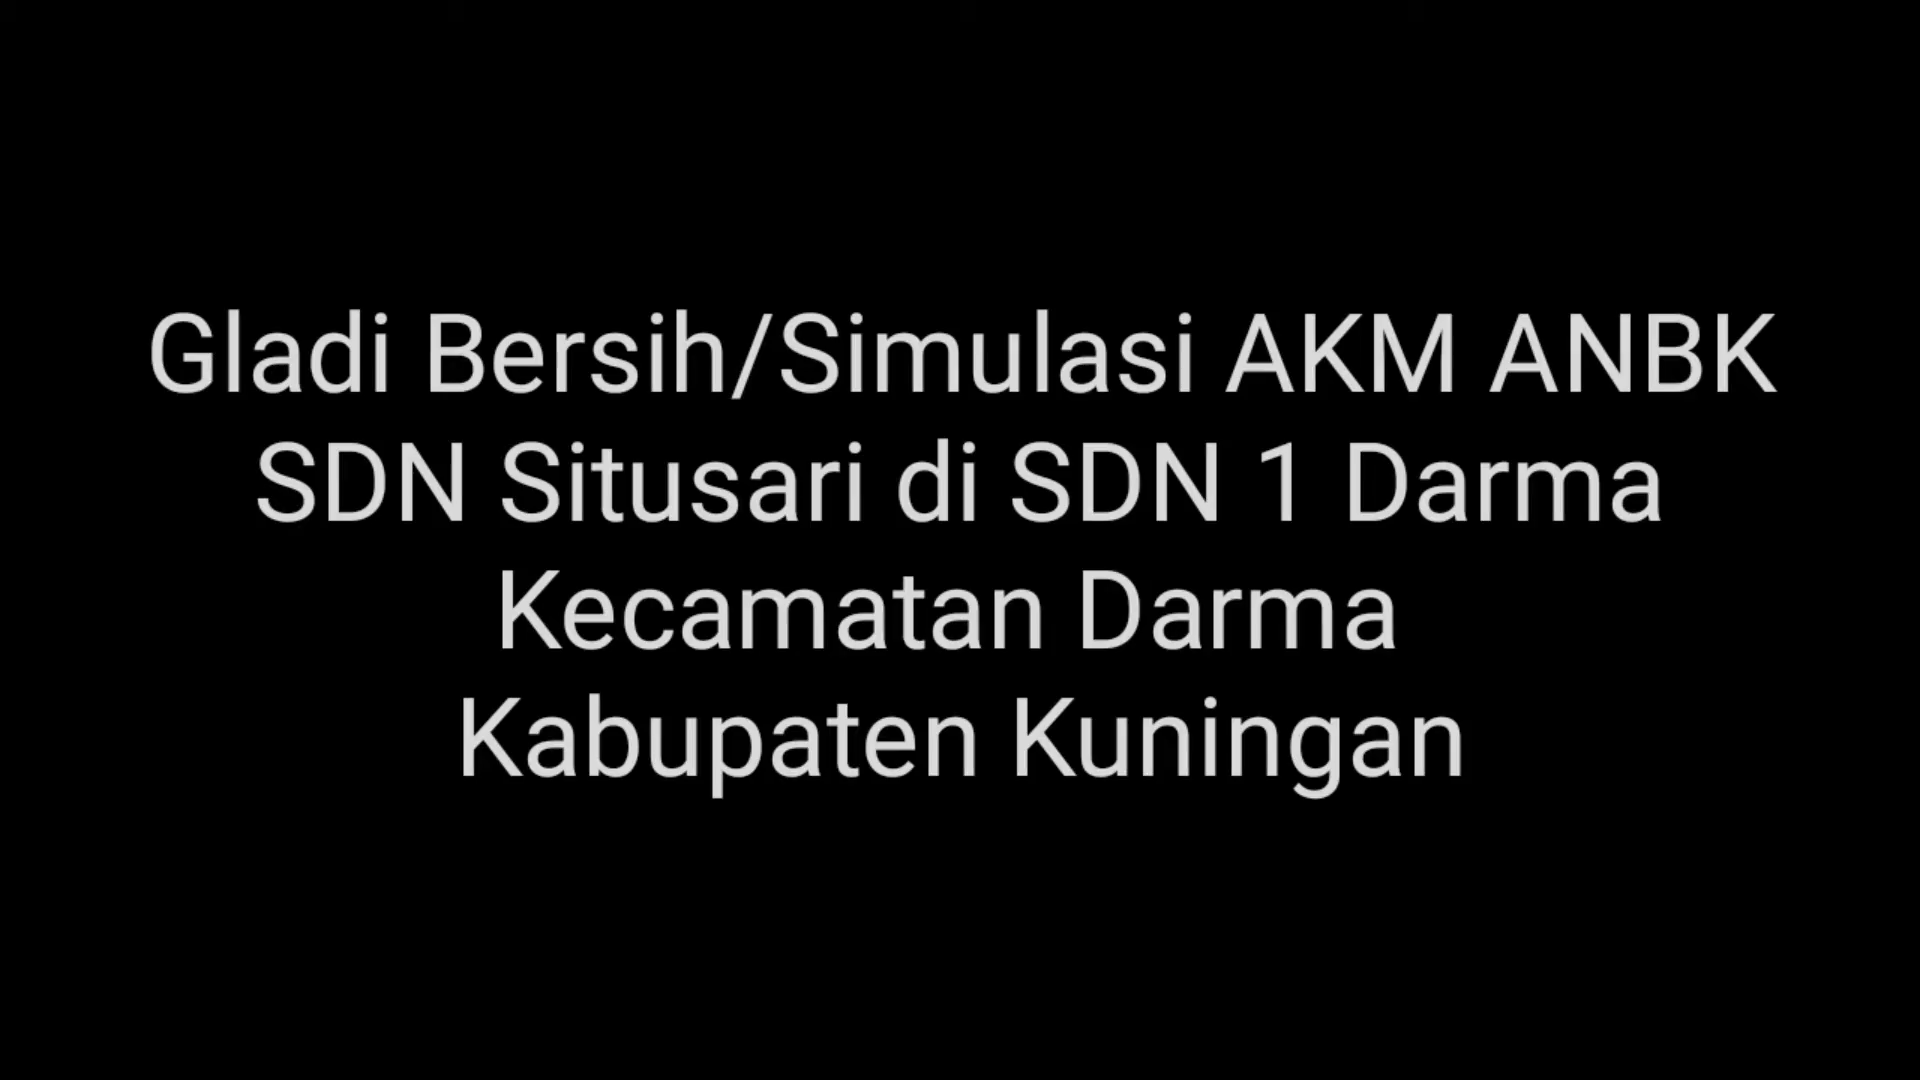 Gladi Bersih/Simulasi AKM ANBK
SDN Situsari di SDN 1 Darma
Kecamatan Darma
Kabupaten Kuningan